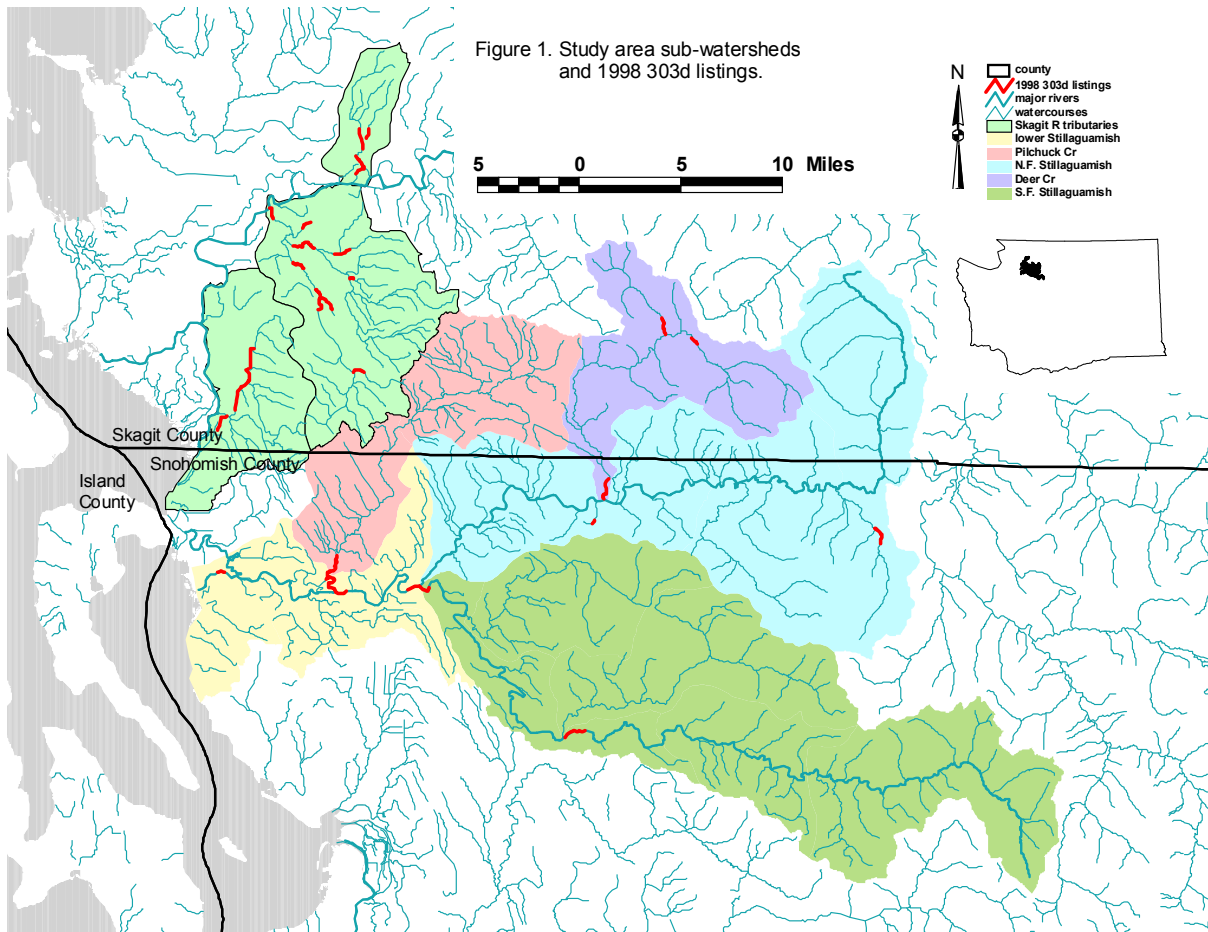 Figure 1. Study area sub-watersheds
and 1998 303d listings.
N
county
1998 303d listings
major rivers
watercourses
Skagit R tributaries
lower Stillaguamish
Pilchuck Cr
N.F. Stillaguamish
Deer Cr
S.F. Stillaguamish
5 0 5 10 Miles
Skagit County
Snohomish County
Island
County